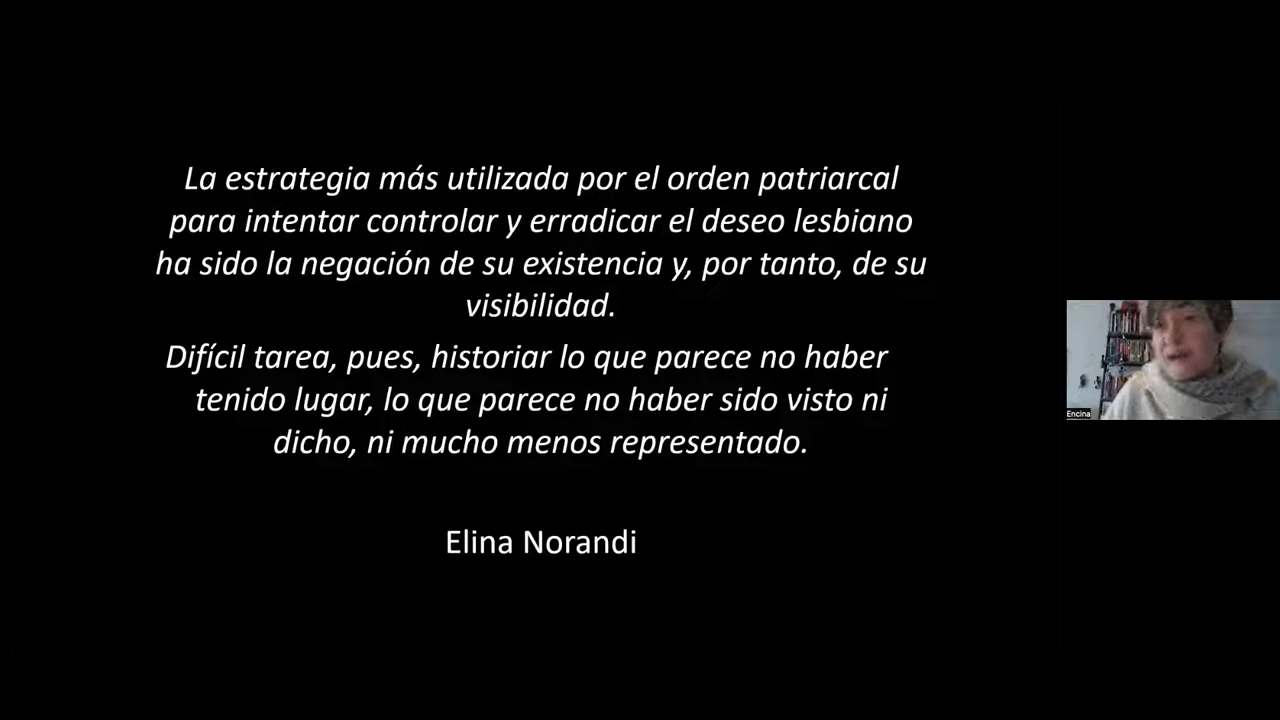 La estrategia más utilizada por el orden patriarcal
para intentar controlar y erradicar el deseo lesbiano
ha sido la negación de su existencia y, por tanto, de su
visibilidad.
Difícil tarea, pues, historiar lo que parece no haber
tenido lugar, lo que parece no haber sido visto ni
dicho, ni mucho menos representado.
Elina Norandi
Encina